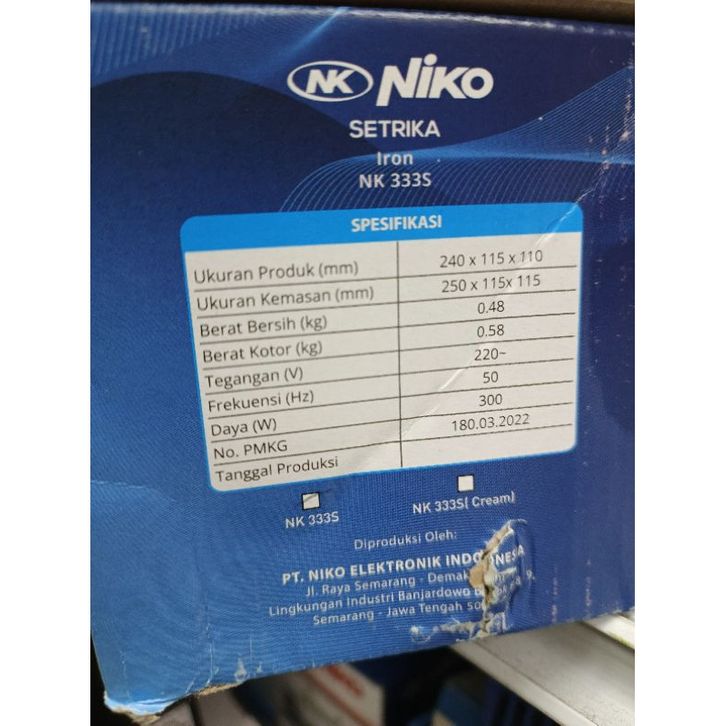 NK Niko
SETRIKA
Iron
NK 333S
SPESIFIKASI
Ukuran Produk (mm) 240 x 115 x 110
Ukuran Kemasan (mm) 250 x 115x 115
Berat Bersih (kg) 0.48
Berat Kotor (kg) 0.58
Tegangan (V) 220~
Frekuensi (Hz) 50
Daya (W) 300
No. PMKG 180.03.2022
Tanggal Produksi
NK 333S NK 333S( Cream)
Diproduksi Oleh:
PT. NIKO ELEKTRONIK INDONESIA
Jl. Raya Semarang - Demak
Lingkungan Industri Banjardowo
Semarang - Jawa Tengah